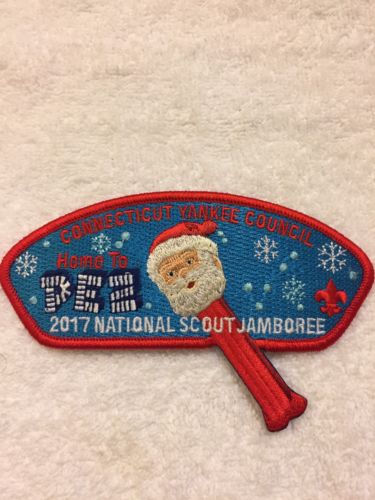 CONNECTICUT YANKEE COUNCIL
Home To
PEZ
2017 NATIONAL SCOUT JAMBOREE